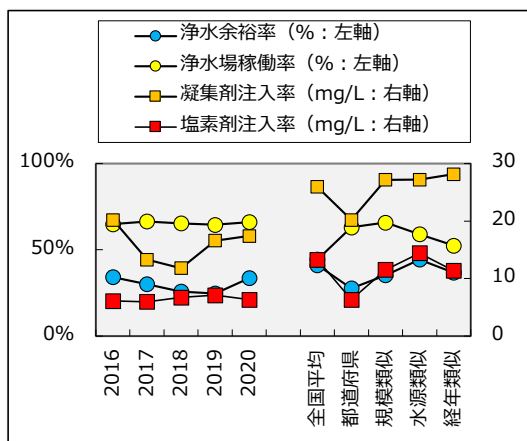 浄水余裕率(%:左軸)
浄水場稼働率(%:左軸)
凝集剤注入率(mg/L:右軸)
塩素剤注入率(mg/L:右軸)
100%
50%
0%
30
20
10
0
2016
2017
2018
2019
2020
全国平均
都道府県
規模類似
水源類似
経年類似